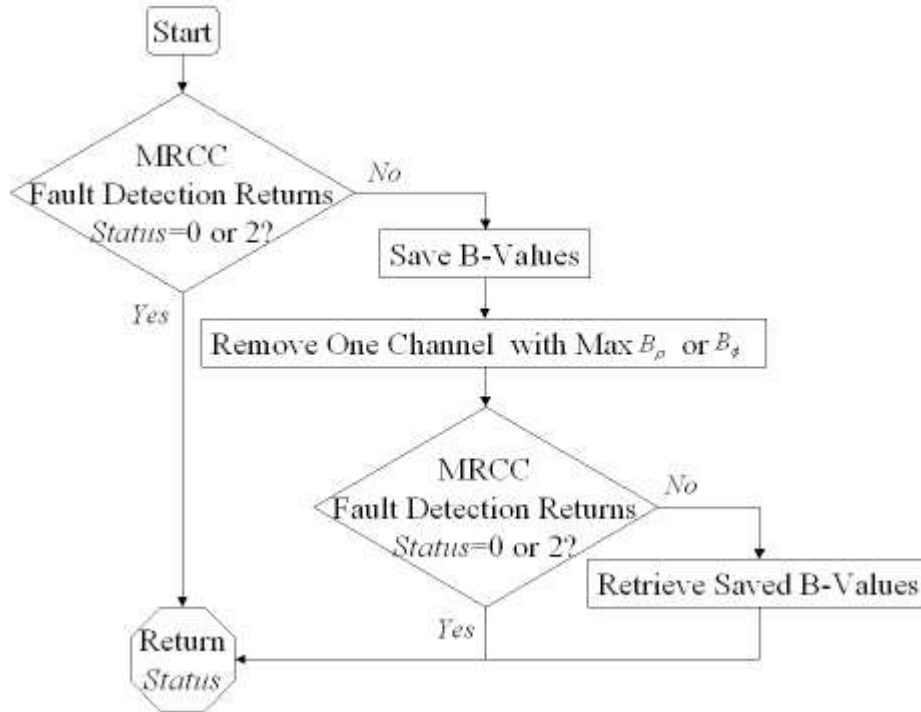 Start
MRCC
Fault Detection Returns
Status=0 or 2?
No
Yes
Save B-Values
Remove One Channel with Max Bρ or Bϕ
MRCC
Fault Detection Returns
Status=0 or 2?
No
Yes
Retrieve Saved B-Values
Return
Status